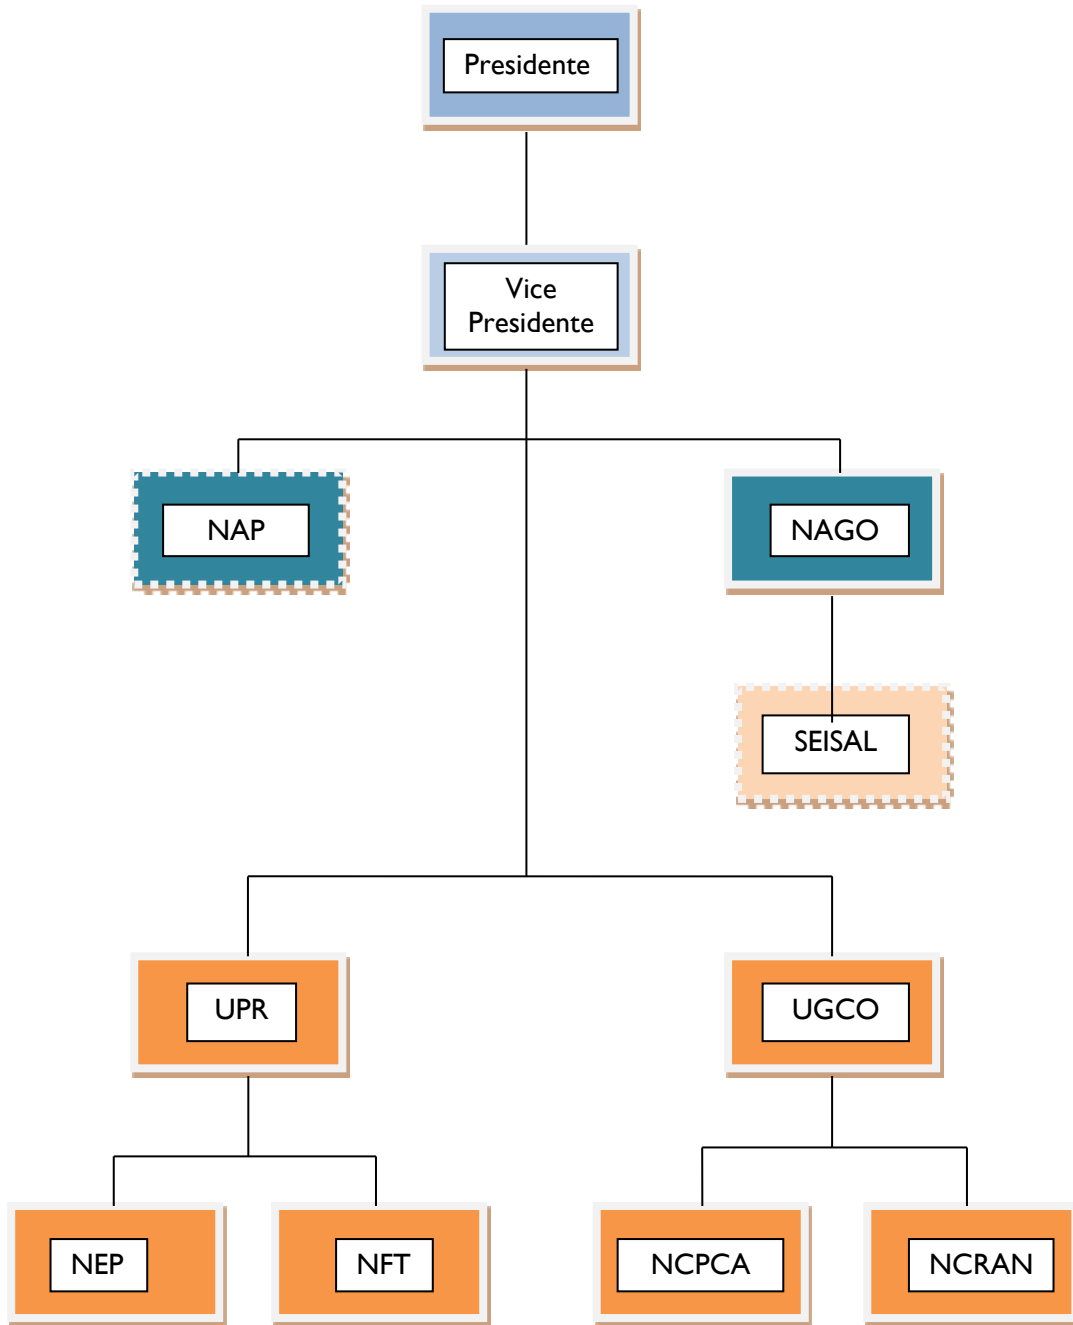 Presidente
Vice
Presidente
NAP
NAGO
SEISAL
UPR
UGCO
NEP
NFT
NCPCA
NCRAN